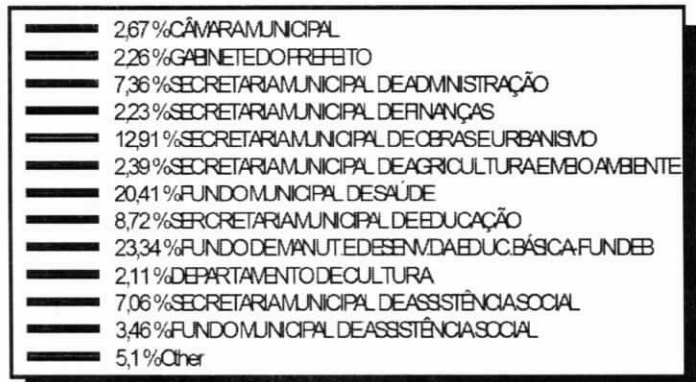 2,67 % CÂMARA MUNICIPAL
2,26 % GABINETE DO PREFEITO
7,36 % SECRETARIA MUNICIPAL DE ADMINISTRAÇÃO
2,23 % SECRETARIA MUNICIPAL DE FINANÇAS
12,91 % SECRETARIA MUNICIPAL DE OBRAS E URBANISMO
2,39 % SECRETARIA MUNICIPAL DE AGRICULTURA E MEIO AMBIENTE
20,41 % FUNDO MUNICIPAL DE SAÚDE
8,72 % SERCRETARIA MUNICIPAL DE EDUCAÇÃO
23,34 % FUNDO DE MANUT. E DESENV. DA EDUC. BÁSICA-FUNDEB
2,11 % DEPARTAMENTO DE CULTURA
7,06 % SECRETARIA MUNICIPAL DE ASSISTÊNCIA SOCIAL
3,46 % FUNDO MUNICIPAL DE ASSISTÊNCIA SOCIAL
5,1 % Other